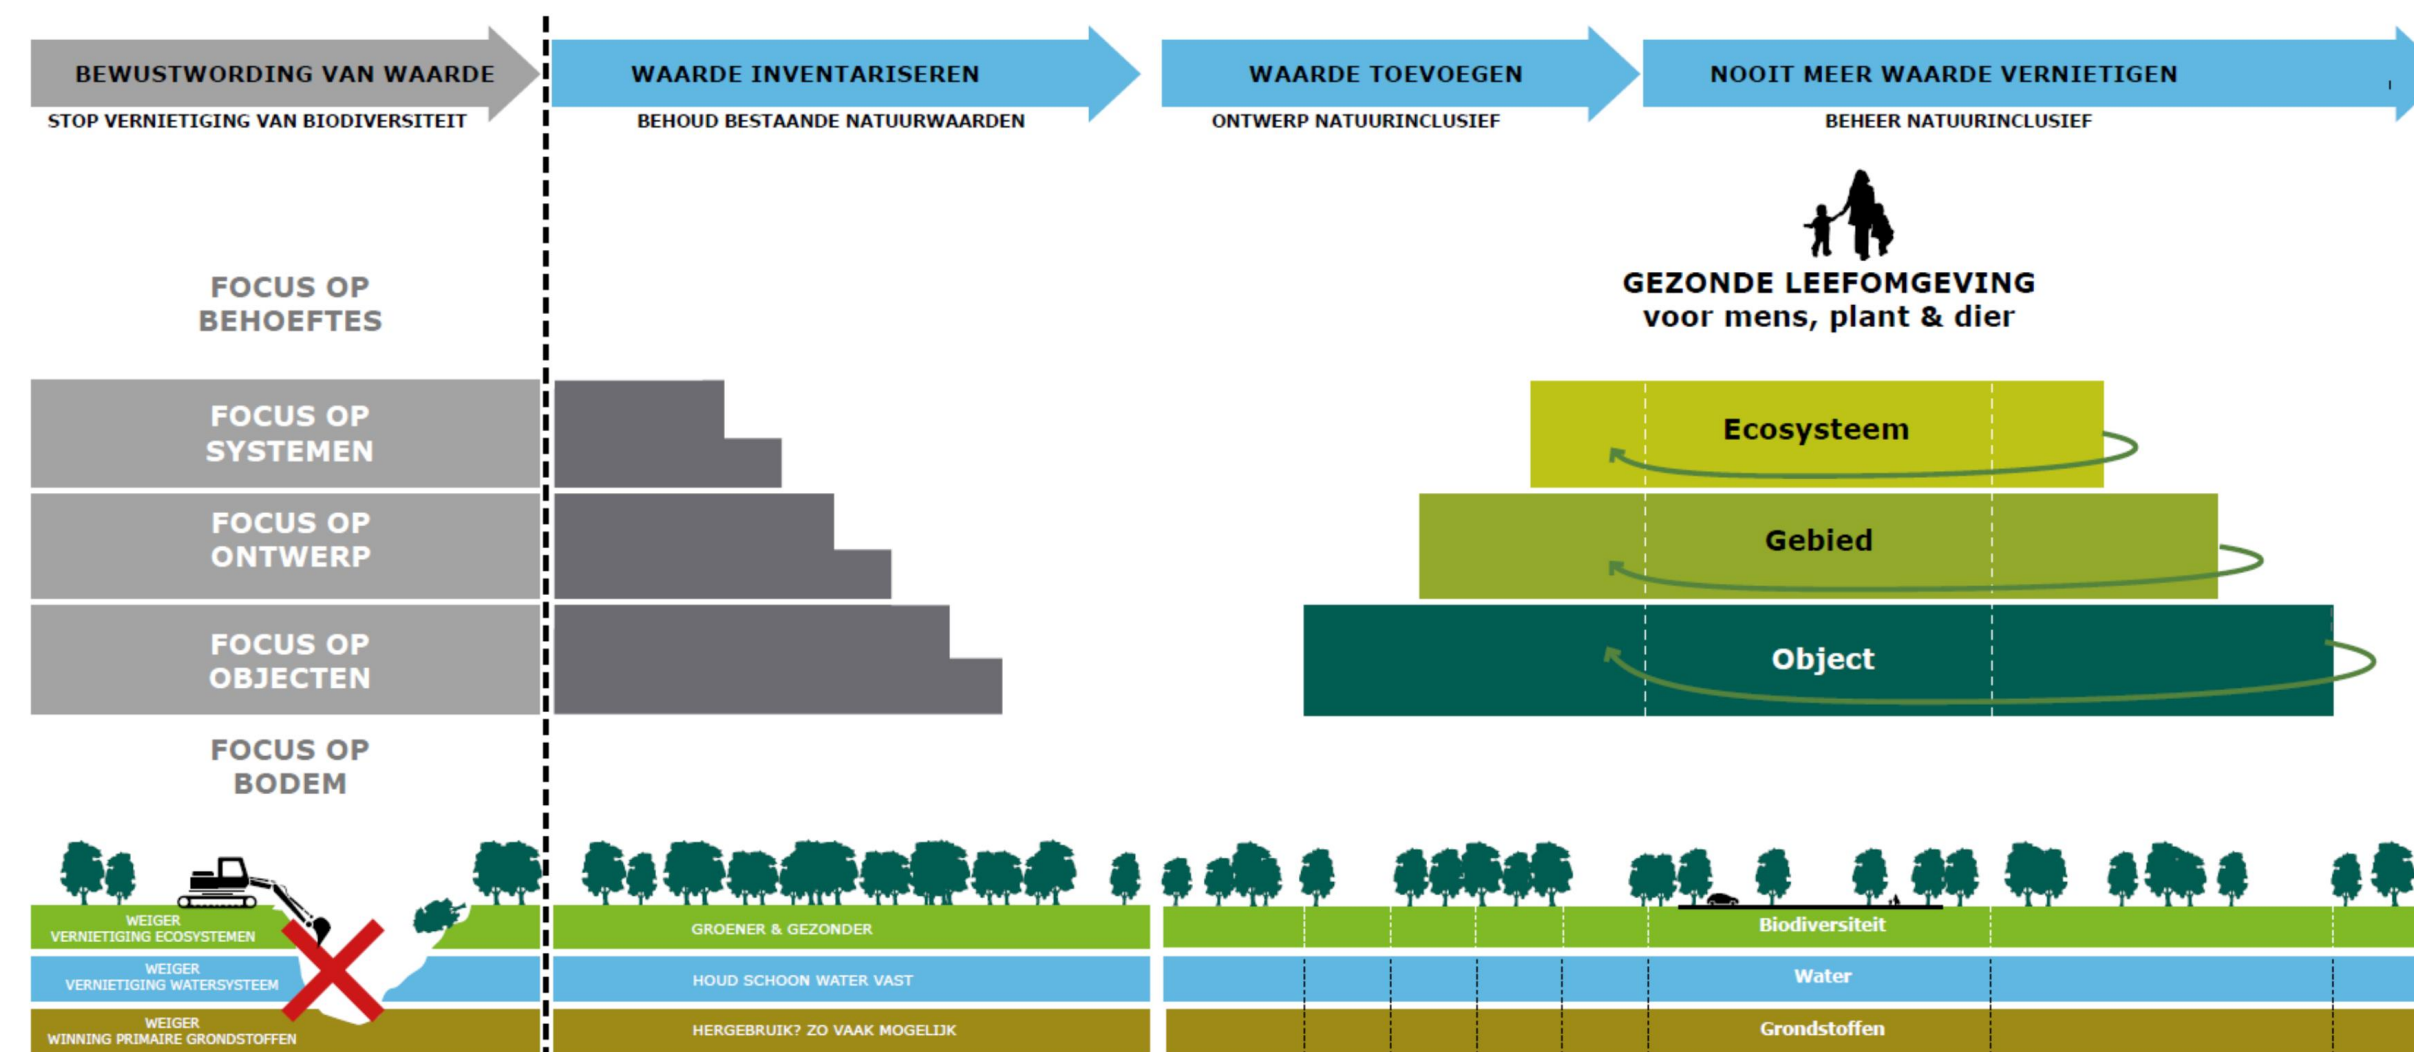 BEWUSTWORDING VAN WAARDE
WAARDE INVENTARISEREN
WAARDE TOEVOEGEN
NOOIT MEER WAARDE VERNIETIGEN
STOP VERNIETIGING VAN BIODIVERSITEIT
BEHOUD BESTAANDE NATUURWAARDEN
ONTWERP NATUURINCLUSIEF
BEHEER NATUURINCLUSIEF
FOCUS OP
BEHOEFTES
GEZONDE LEEFOMGEVING
voor mens, plant & dier
FOCUS OP
SYSTEMEN
Ecosysteem
FOCUS OP
ONTWERP
Gebied
FOCUS OP
OBJECTEN
Object
FOCUS OP
BODEM
WEIGER
VERNIETIGING ECOSYSTEMEN
GROENER & GEZONDER
Biodiversiteit
WEIGER
VERNIETIGING WATERSYSTEEM
HOUD SCHOON WATER VAST
Water
WEIGER
WINNING PRIMAIRE GRONDSTOFFEN
HERGEBRUIK? ZO VAAK MOGELIJK
Grondstoffen